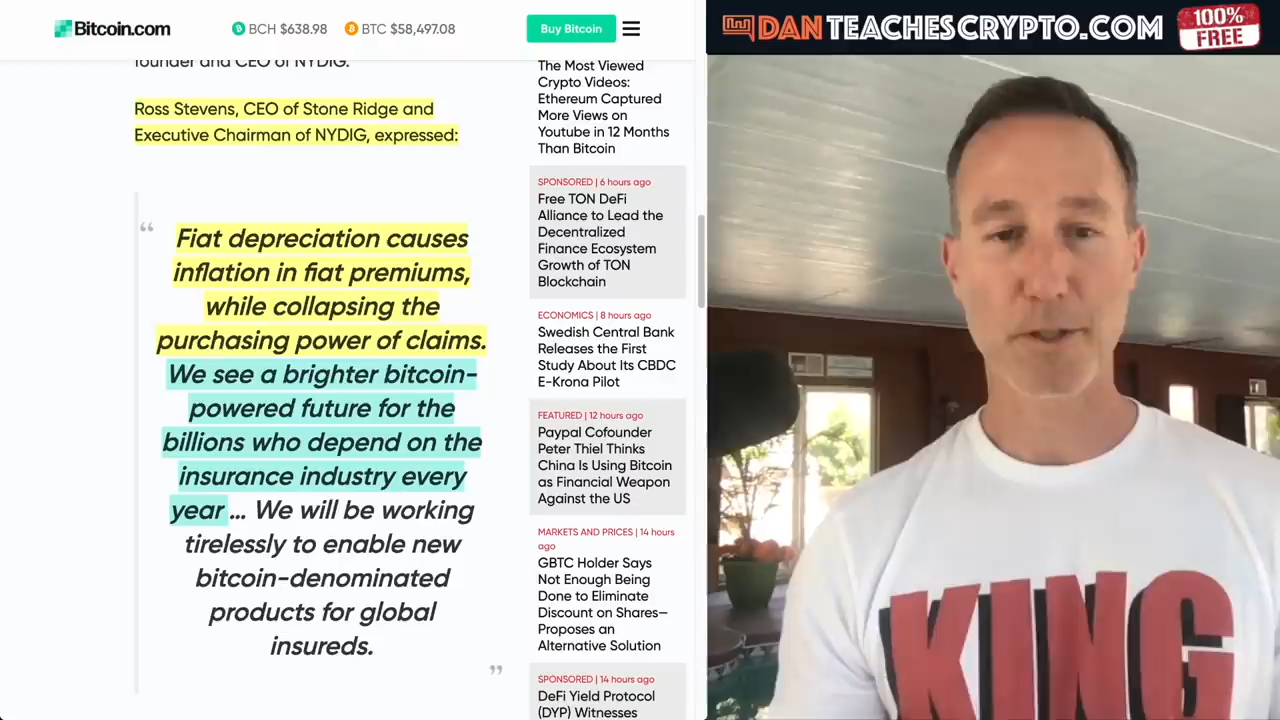 Bitcoin.com
BCH $638.98
BTC $58,497.08
Buy Bitcoin
founder and CEO of NYDIG.
Ross Stevens, CEO of Stone Ridge and
Executive Chairman of NYDIG, expressed:
“
Fiat depreciation causes
inflation in fiat premiums,
while collapsing the
purchasing power of claims.
We see a brighter bitcoin-
powered future for the
billions who depend on the
insurance industry every
year ... We will be working
tirelessly to enable new
bitcoin-denominated
products for global
insureds.
”
The Most Viewed
Crypto Videos:
Ethereum Captured
More Views on
Youtube in 12 Months
Than Bitcoin
SPONSORED | 6 hours ago
Free TON DeFi
Alliance to Lead the
Decentralized
Finance Ecosystem
Growth of TON
Blockchain
ECONOMICS | 8 hours ago
Swedish Central Bank
Releases the First
Study About Its CBDC
E-Krona Pilot
FEATURED | 12 hours ago
Paypal Cofounder
Peter Thiel Thinks
China Is Using Bitcoin
as Financial Weapon
Against the US
MARKETS AND PRICES | 14 hours
ago
GBTC Holder Says
Not Enough Being
Done to Eliminate
Discount on Shares—
Proposes an
Alternative Solution
SPONSORED | 14 hours ago
DeFi Yield Protocol
(DYP) Witnesses
DANTEACHESCRYPTO.COM
100%
FREE
KING